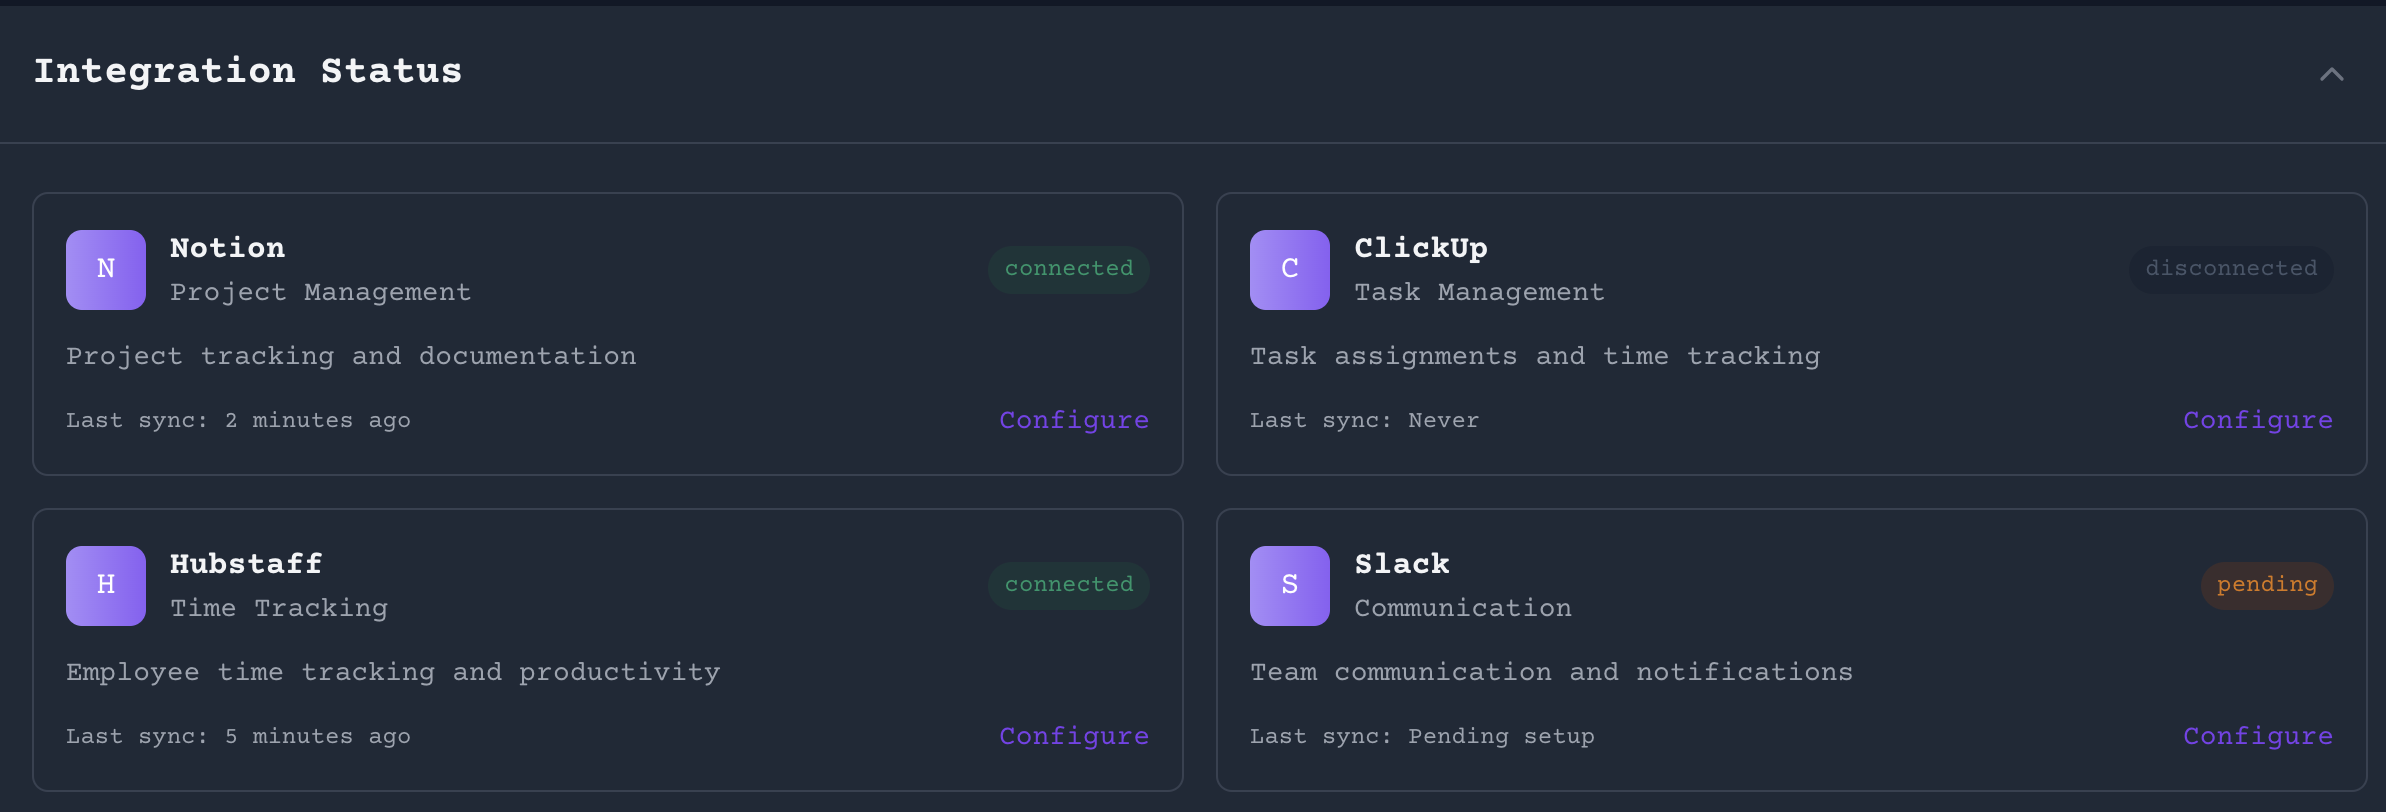 Integration Status
N
Notion
Project Management
connected
Project tracking and documentation
Last sync: 2 minutes ago
Configure
C
ClickUp
Task Management
disconnected
Task assignments and time tracking
Last sync: Never
Configure
H
Hubstaff
Time Tracking
connected
Employee time tracking and productivity
Last sync: 5 minutes ago
Configure
S
Slack
Communication
pending
Team communication and notifications
Last sync: Pending setup
Configure